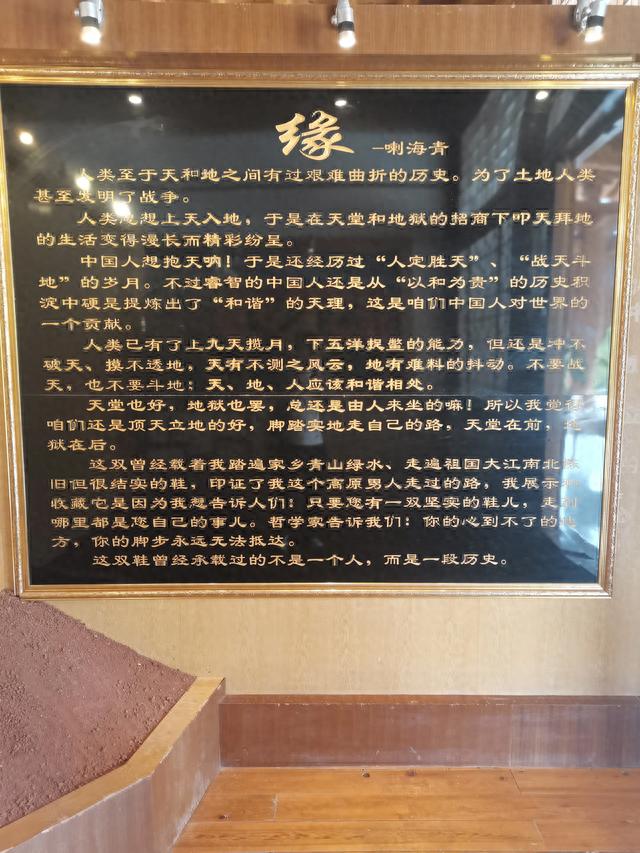 缘 -喇海青
人类至于天和地之间有过艰难曲折的历史。为了土地人类
甚至发明了战争。
人类总想上天入地，于是在天堂和地狱的招商下叩天拜地
的生活变得漫长而精彩纷呈。
中国人想抱天呐！于是还经历过“人定胜天”、“战天斗
地”的岁月。不过睿智的中国人还是从“以和为贵”的历史积
淀中硬是提炼出了“和谐”的天理，这是咱们中国人对世界的
一个贡献。
人类已有了上九天揽月，下五洋捉鳖的能力，但还是冲不
破天、摸不透地，天有不测之风云，地有难料的抖动。不要战
天，也不要斗地；天、地、人应该和谐相处。
天堂也好，地狱也罢，总还是由人来坐的嘛！所以我觉得
咱们还是顶天立地的好，脚踏实地走自己的路，天堂在前，地
狱在后。
这双曾经载着我踏遍家乡青山绿水、走遍祖国大江南北陈
旧但很结实的鞋，印证了我这个高原男人走过的路，我展示和
收藏它是因为我想告诉人们：只要您有一双坚实的鞋儿，走到
哪里都是您自己的事儿。哲学家告诉我们：你的心到不了的地
方，你的脚步永远无法抵达。
这双鞋曾经承载过的不是一个人，而是一段历史。